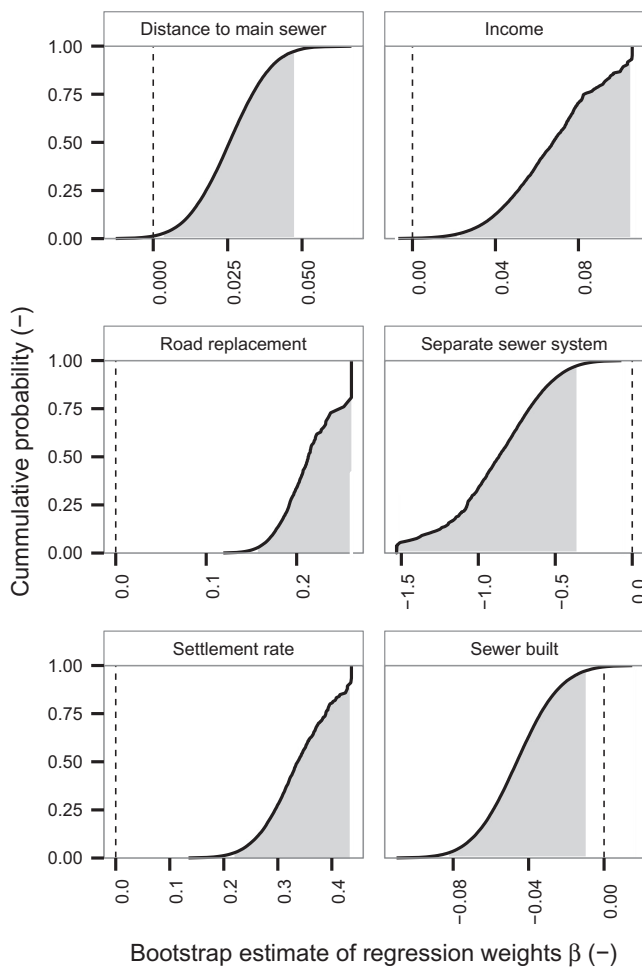 Distance to main sewer Income
1.00
0.75
0.50
0.25
0.00
0.000 0.025 0.050 0.00 0.04 0.08
Road replacement Separate sewer system
1.00
0.75
0.50
0.25
0.00
0.0 0.1 0.2 −1.5 −1.0 −0.5 0.0
Settlement rate Sewer built
1.00
0.75
0.50
0.25
0.00
0.0 0.1 0.2 0.3 0.4 −0.08 −0.04 0.00
Cummulative probability (−)
Bootstrap estimate of regression weights β (−)